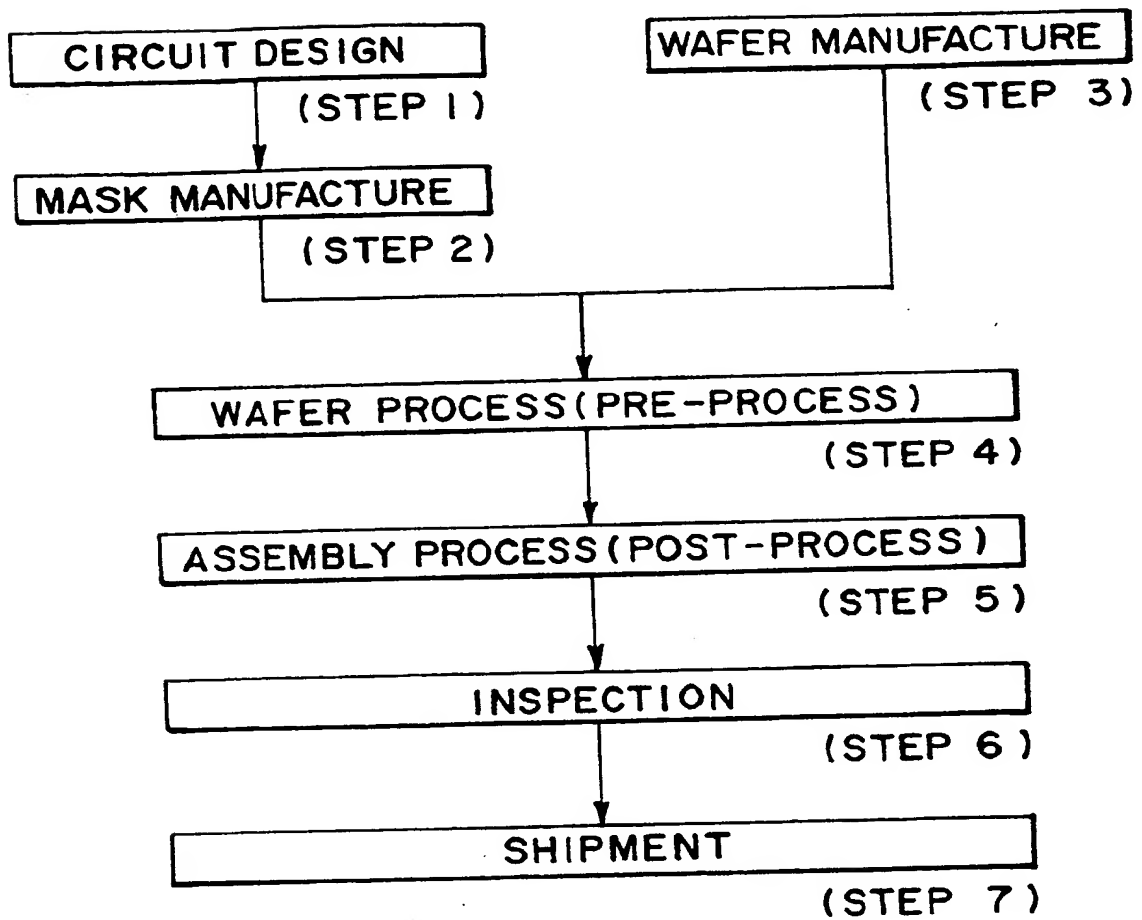 CIRCUIT DESIGN
(STEP 1)
MASK MANUFACTURE
(STEP 2)
WAFER MANUFACTURE
(STEP 3)
WAFER PROCESS(PRE-PROCESS)
(STEP 4)
ASSEMBLY PROCESS(POST-PROCESS)
(STEP 5)
INSPECTION
(STEP 6)
SHIPMENT
(STEP 7)